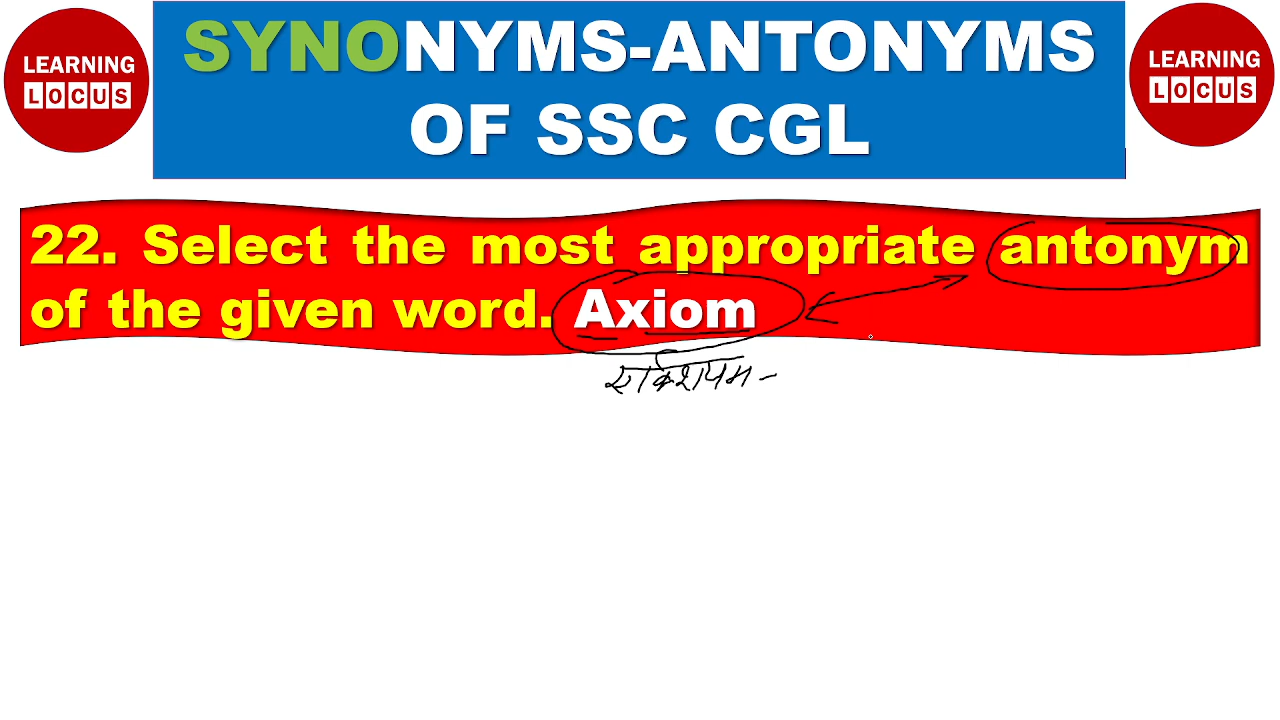 LEARNING
LOCUS
SYNONYMS-ANTONYMS
OF SSC CGL
LEARNING
LOCUS
22. Select the most appropriate antonym
of the given word. Axiom